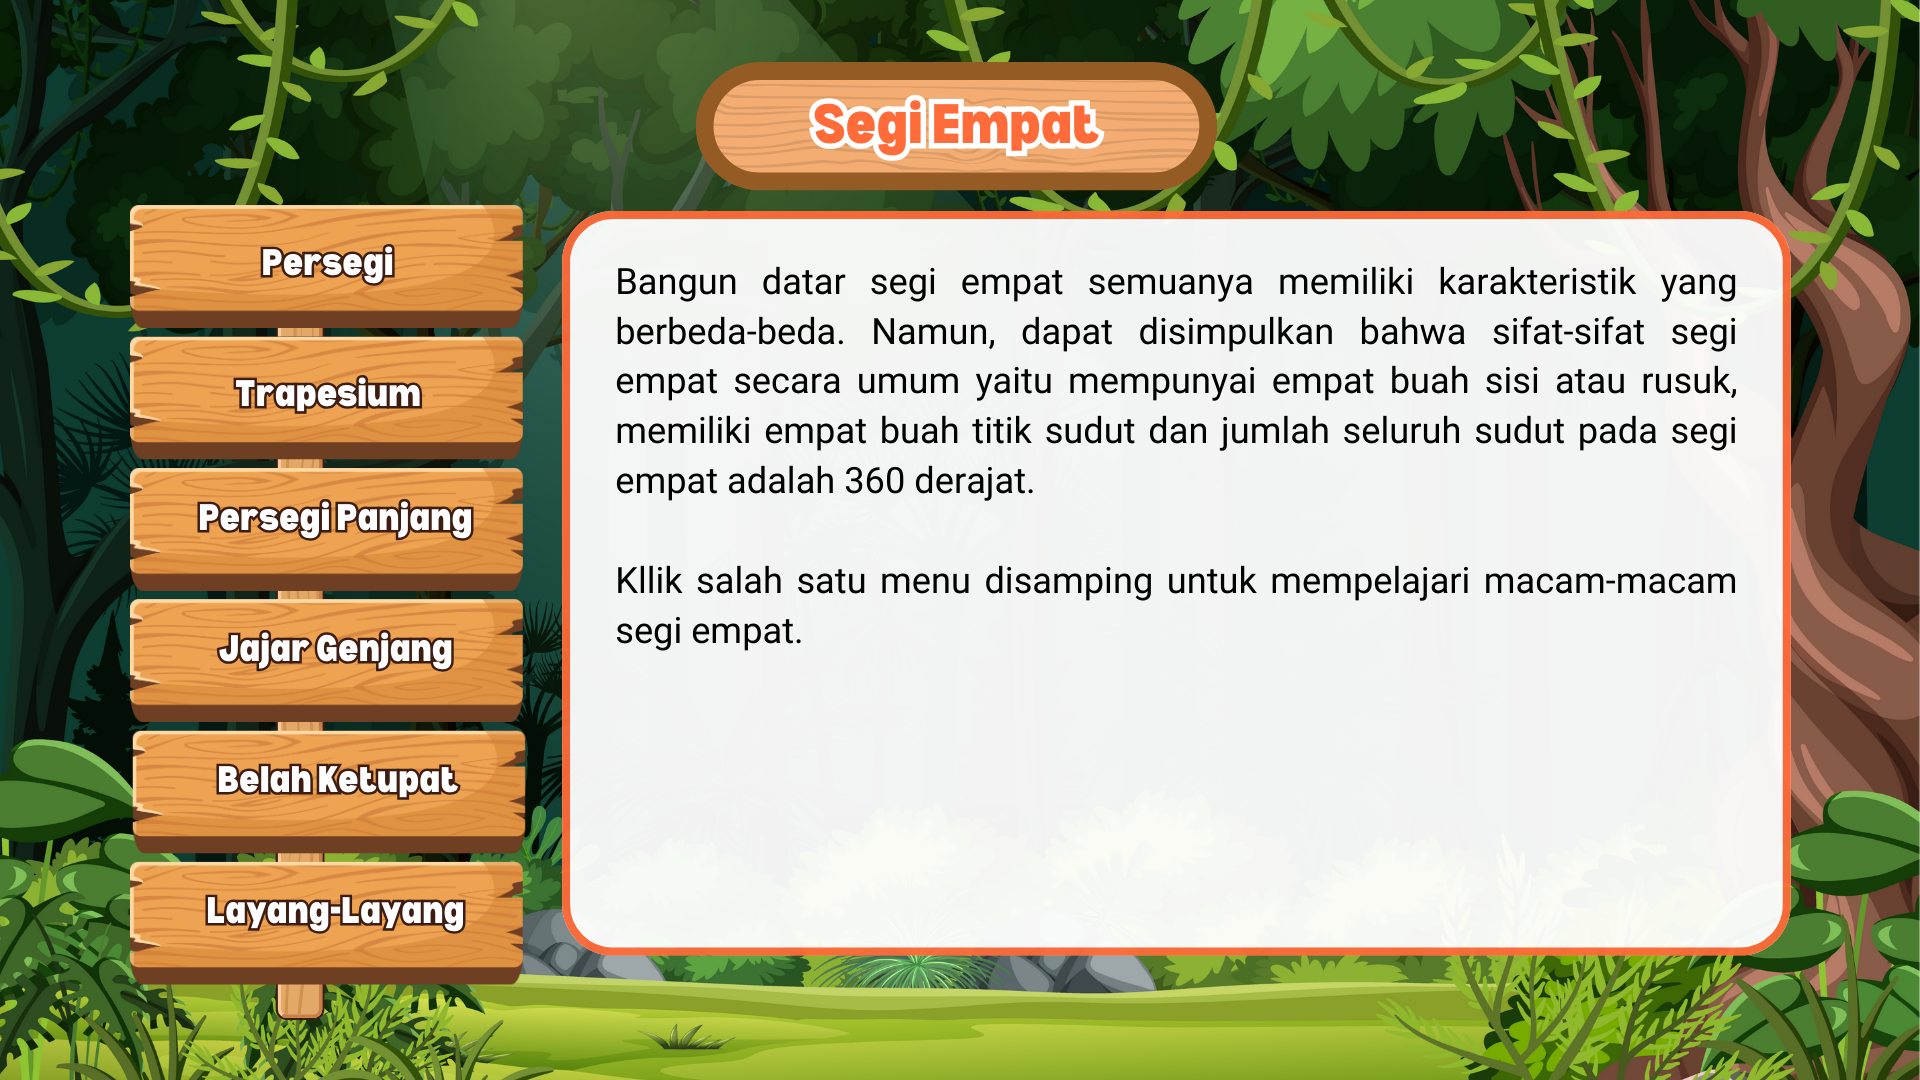 Segi Empat
Persegi
Trapesium
Persegi Panjang
Jajar Genjang
Belah Ketupat
Layang-Layang
Bangun datar segi empat semuanya memiliki karakteristik yang
berbeda-beda. Namun, dapat disimpulkan bahwa sifat-sifat segi
empat secara umum yaitu mempunyai empat buah sisi atau rusuk,
memiliki empat buah titik sudut dan jumlah seluruh sudut pada segi
empat adalah 360 derajat.
Kllik salah satu menu disamping untuk mempelajari macam-macam
segi empat.